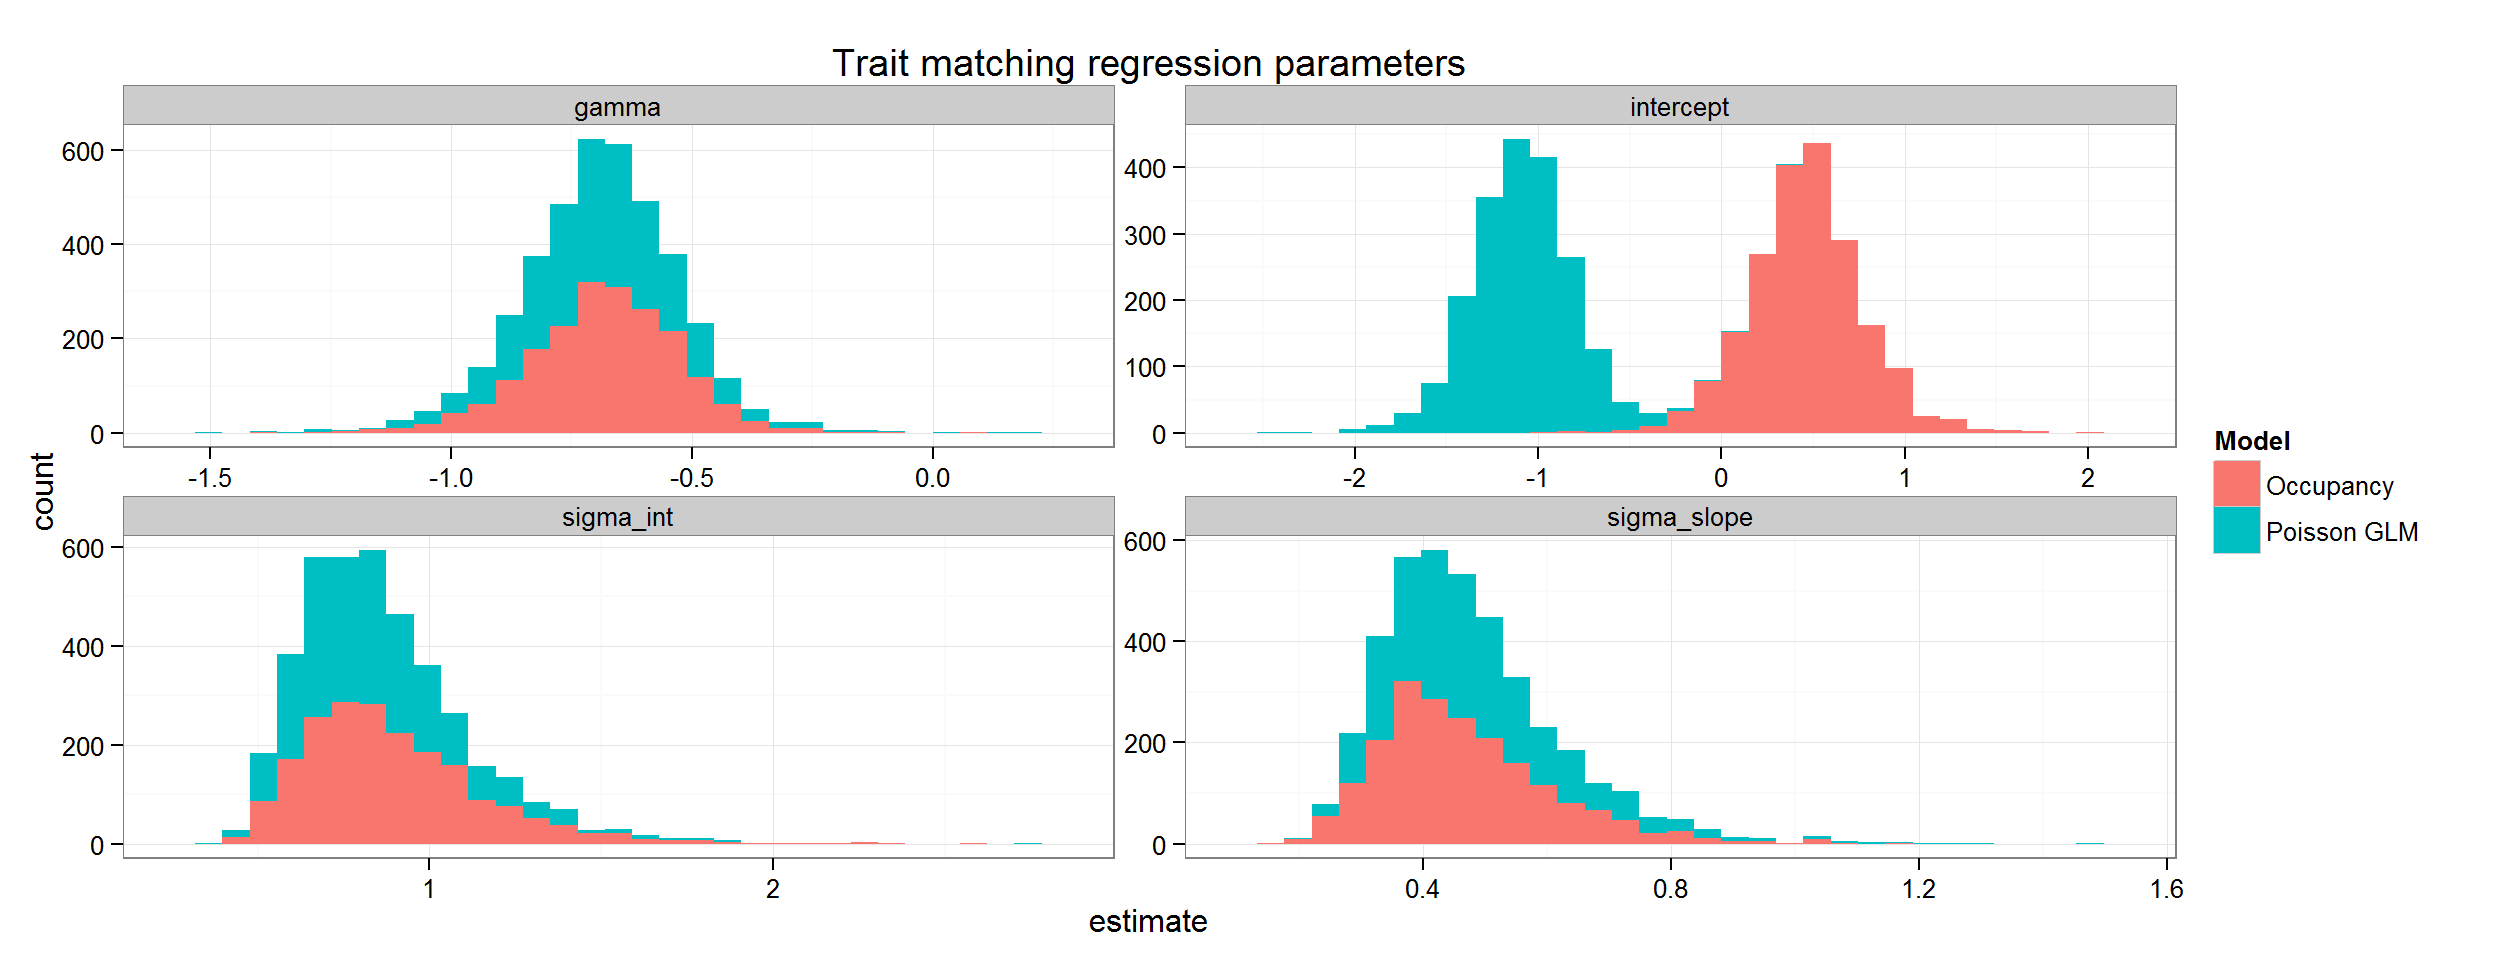 Trait matching regression parameters
gamma
intercept
600
400
200
0
400
300
200
100
0
-1.5 -1.0 -0.5 0.0
-2 -1 0 1 2
count
sigma_int
sigma_slope
600
400
200
0
600
400
200
0
1 2
0.4 0.8 1.2 1.6
estimate
Model
Occupancy
Poisson GLM